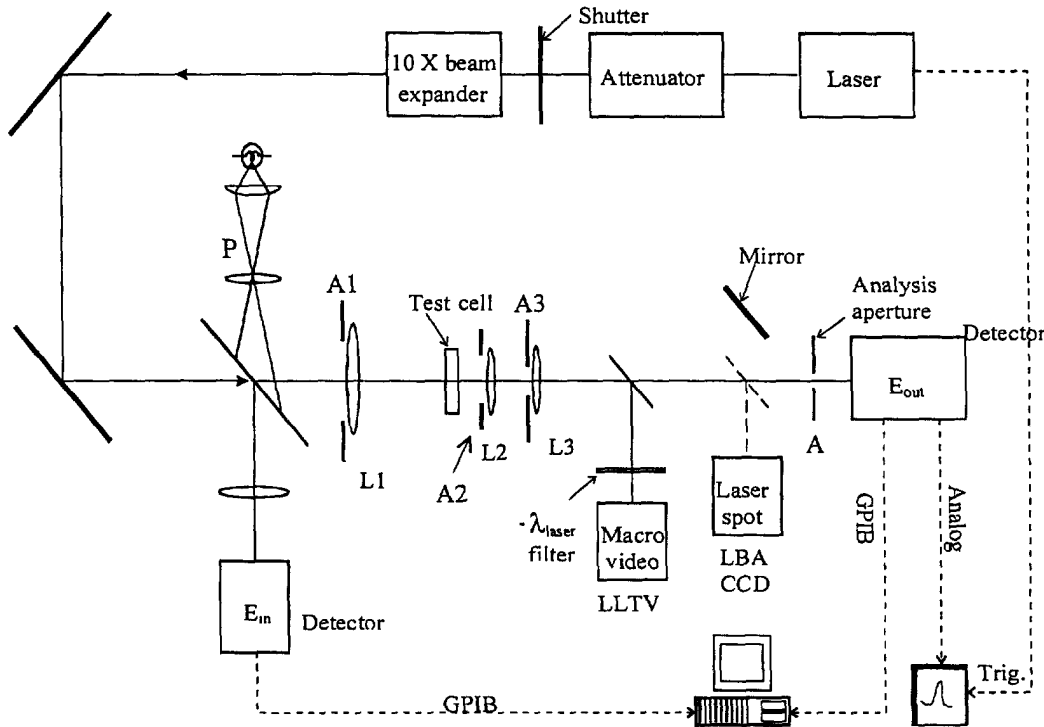 Shutter
10 X beam
expander
Attenuator
Laser
P
A1
Test cell
A3
Mirror
Analysis
aperture
Detector
E_out
L1
A2
L2
L3
A
-λ_laser
filter
Macro
video
LLTV
Laser
spot
LBA
CCD
GPIB
Analog
E_in
Detector
GPIB
Trig.